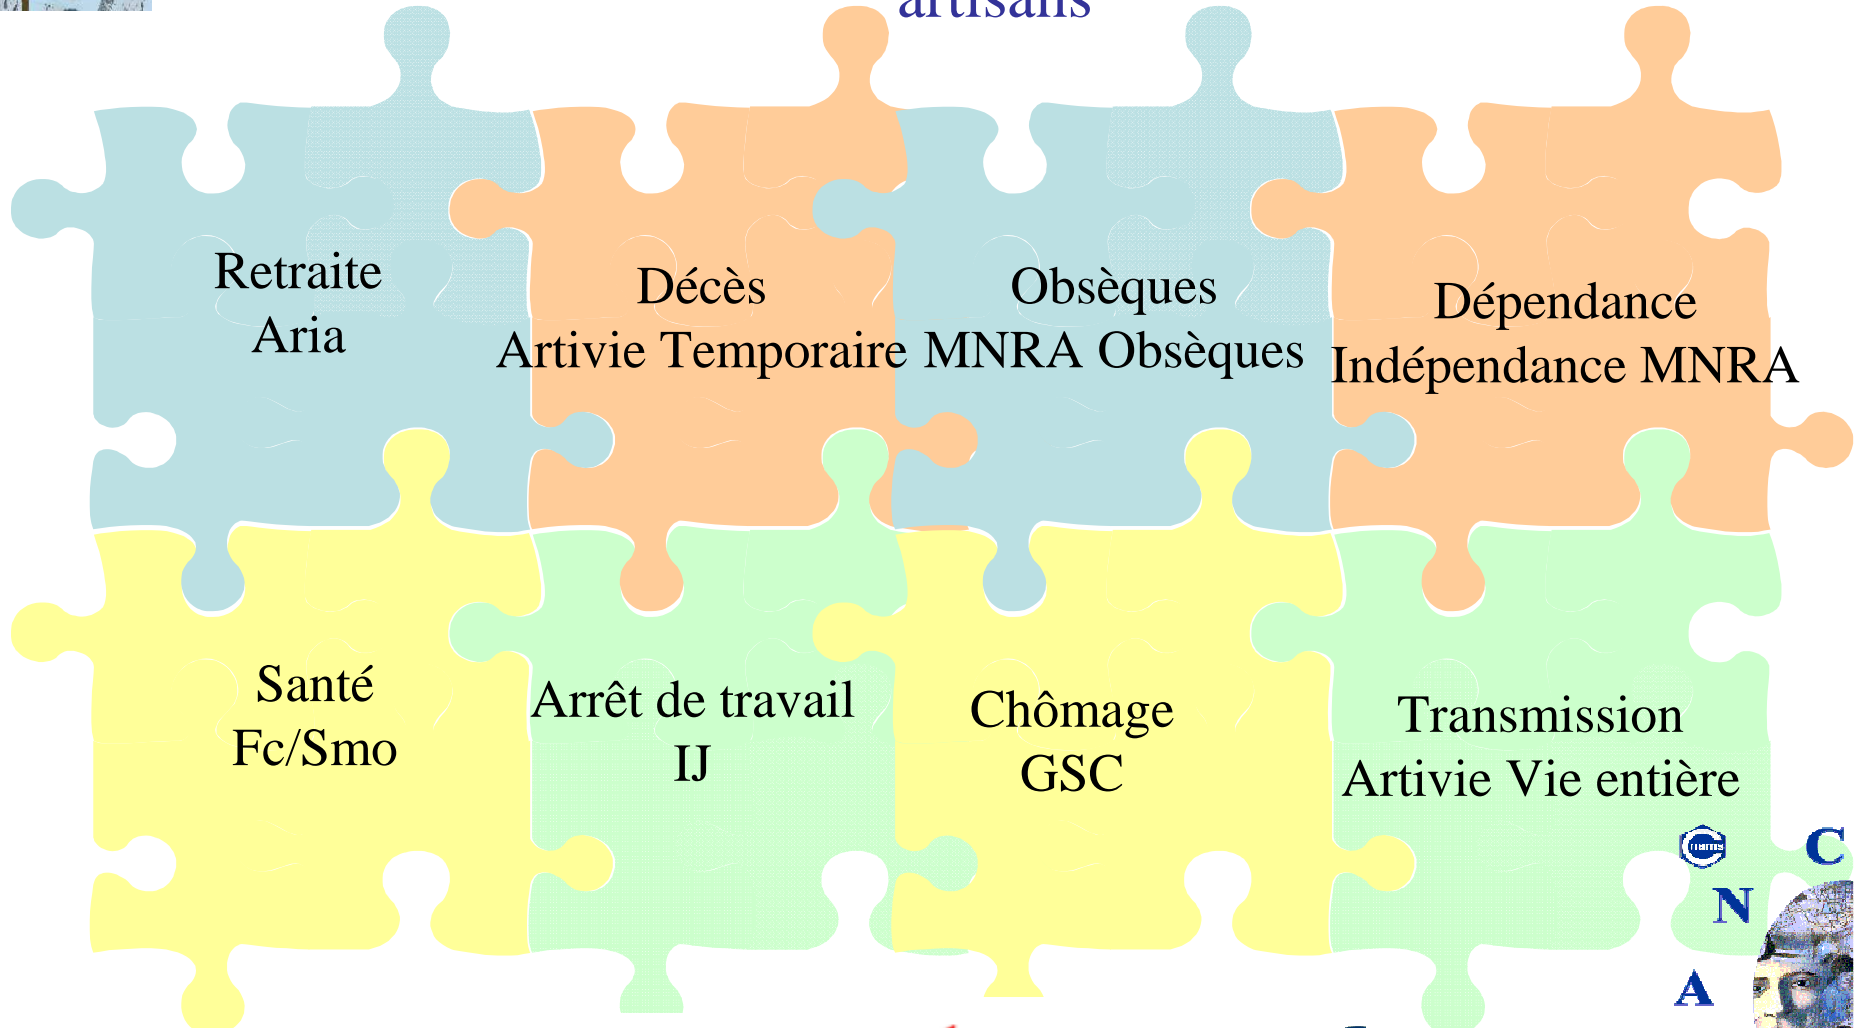 artisans
Retraite
Aria
Décès
Artivie Temporaire
Obsèques
MNRA Obsèques
Dépendance
Indépendance MNRA
Santé
Fc/Smo
Arrêt de travail
IJ
Chômage
GSC
Transmission
Artivie Vie entière
C
N
A